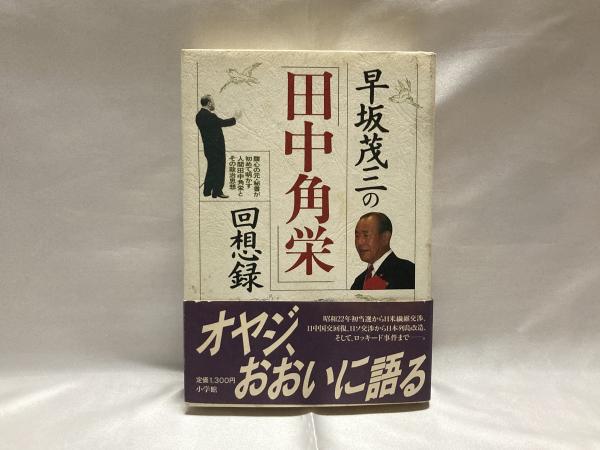 早坂茂三の
「田中角栄」
回想録
腹心の元・秘書が
初めて明かす
人間田中角栄と
その政治思想
昭和22年初当選から日米繊維交渉、
日中国交回復、日ソ交渉から日本列島改造、
そして、ロッキード事件まで――。
オヤジ、
おおいに語る
定価1,300円
小学館